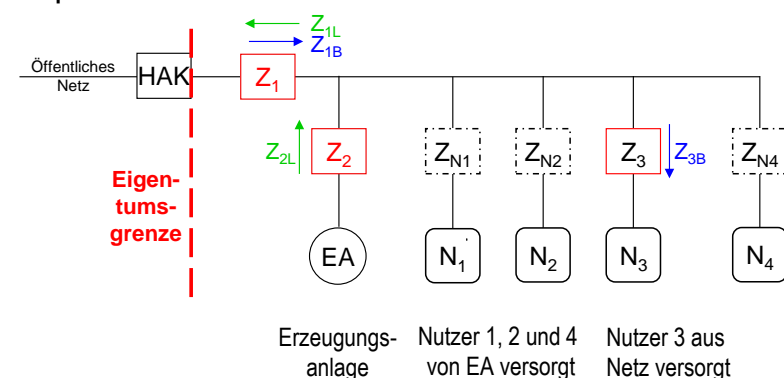 Z1L
Z1B
Öffentliches
Netz
HAK
Z1
Z2L
Z2
ZN1
ZN2
Z3
Z3B
ZN4
Eigen-
tums-
grenze
EA
N1
N2
N3
N4
Erzeugungs-
anlage
Nutzer 1, 2 und 4
von EA versorgt
Nutzer 3 aus
Netz versorgt